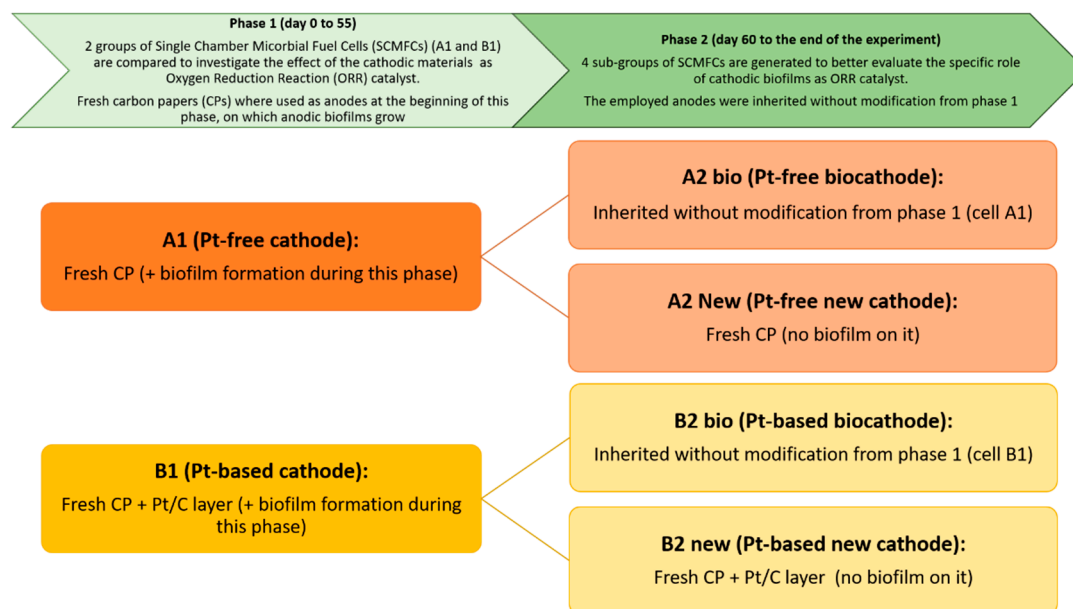 Phase 1 (day 0 to 55)
2 groups of Single Chamber Micorbial Fuel Cells (SCMFCs) (A1 and B1)
are compared to investigate the effect of the cathodic materials as
Oxygen Reduction Reaction (ORR) catalyst.
Fresh carbon papers (CPs) where used as anodes at the beginning of this
phase, on which anodic biofilms grow
Phase 2 (day 60 to the end of the experiment)
4 sub-groups of SCMFCs are generated to better evaluate the specific role
of cathodic biofilms as ORR catalyst.
The employed anodes were inherited without modification from phase 1
A1 (Pt-free cathode):
Fresh CP (+ biofilm formation during this phase)
A2 bio (Pt-free biocathode):
Inherited without modification from phase 1 (cell A1)
A2 New (Pt-free new cathode):
Fresh CP (no biofilm on it)
B1 (Pt-based cathode):
Fresh CP + Pt/C layer (+ biofilm formation during
this phase)
B2 bio (Pt-based biocathode):
Inherited without modification from phase 1 (cell B1)
B2 new (Pt-based new cathode):
Fresh CP + Pt/C layer (no biofilm on it)